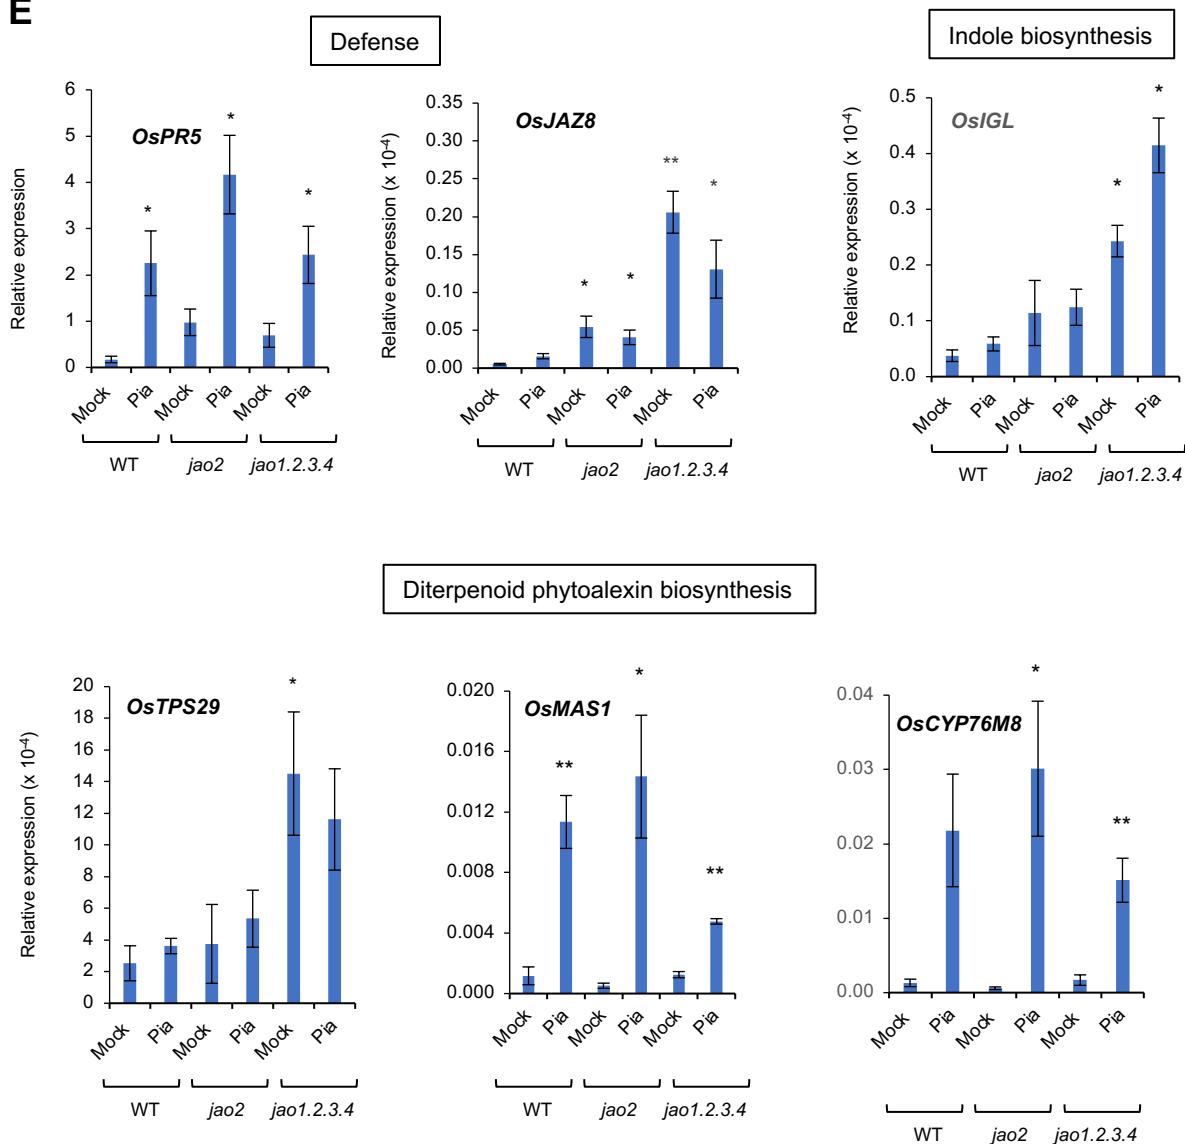 E
Defense
Indole biosynthesis
OsPR5
Relative expression
6
5
4
3
2
1
0
*
*
*
Mock Pia Mock Pia Mock Pia
WT jao2 jao1.2.3.4
OsJAZ8
Relative expression (x 10-4)
0.35
0.30
0.25
0.20
0.15
0.10
0.05
0.00
*
*
**
*
Mock Pia Mock Pia Mock Pia
WT jao2 jao1.2.3.4
OsIGL
Relative expression (x 10-4)
0.5
0.4
0.3
0.2
0.1
0.0
*
*
Mock Pia Mock Pia Mock Pia
WT jao2 jao1.2.3.4
Diterpenoid phytoalexin biosynthesis
OsTPS29
Relative expression (x 10-4)
20
18
16
14
12
10
8
6
4
2
0
*
Mock Pia Mock Pia Mock Pia
WT jao2 jao1.2.3.4
OsMAS1
0.020
0.016
0.012
0.008
0.004
0.000
**
*
**
Mock Pia Mock Pia Mock Pia
WT jao2 jao1.2.3.4
OsCYP76M8
0.04
0.03
0.02
0.01
0.00
*
**
Mock Pia Mock Pia Mock Pia
WT jao2 jao1.2.3.4